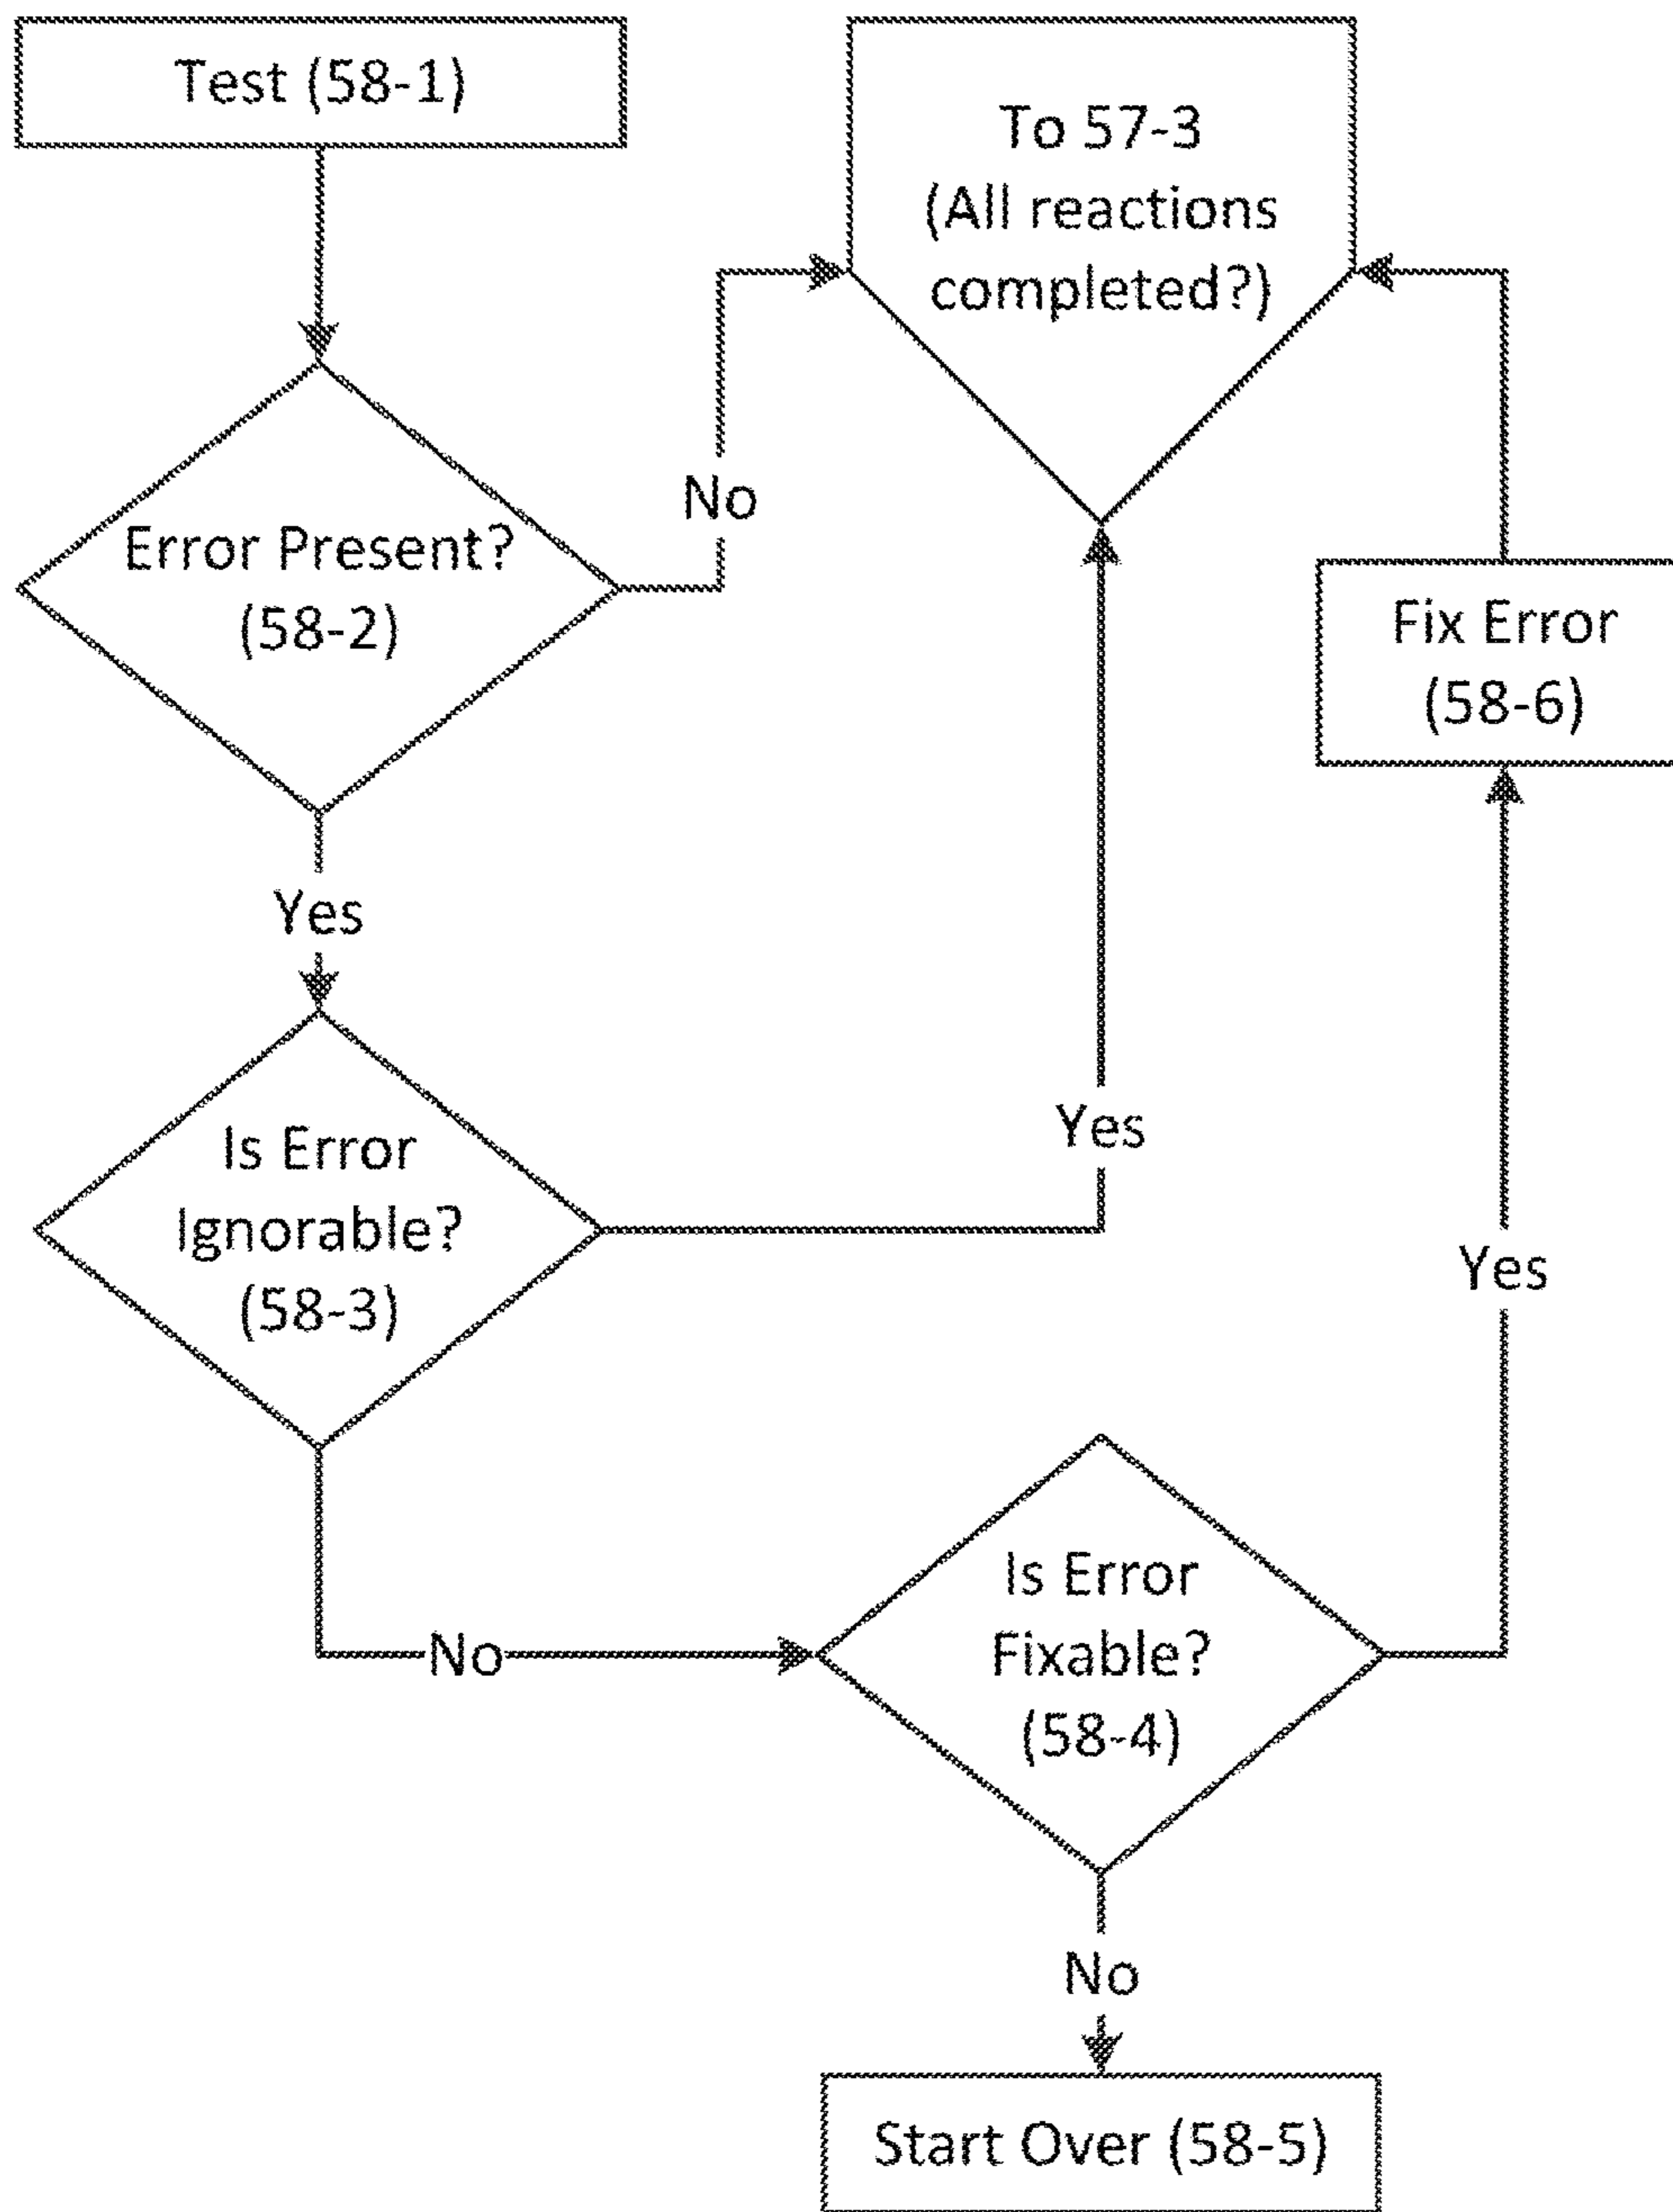 Test (58-1)
To 57-3
(All reactions
completed?)
No
Error Present?
(58-2)
Fix Error
(58-6)
Yes
Is Error
Ignorable?
(58-3)
Yes
Yes
No
Is Error
Fixable?
(58-4)
No
Start Over (58-5)